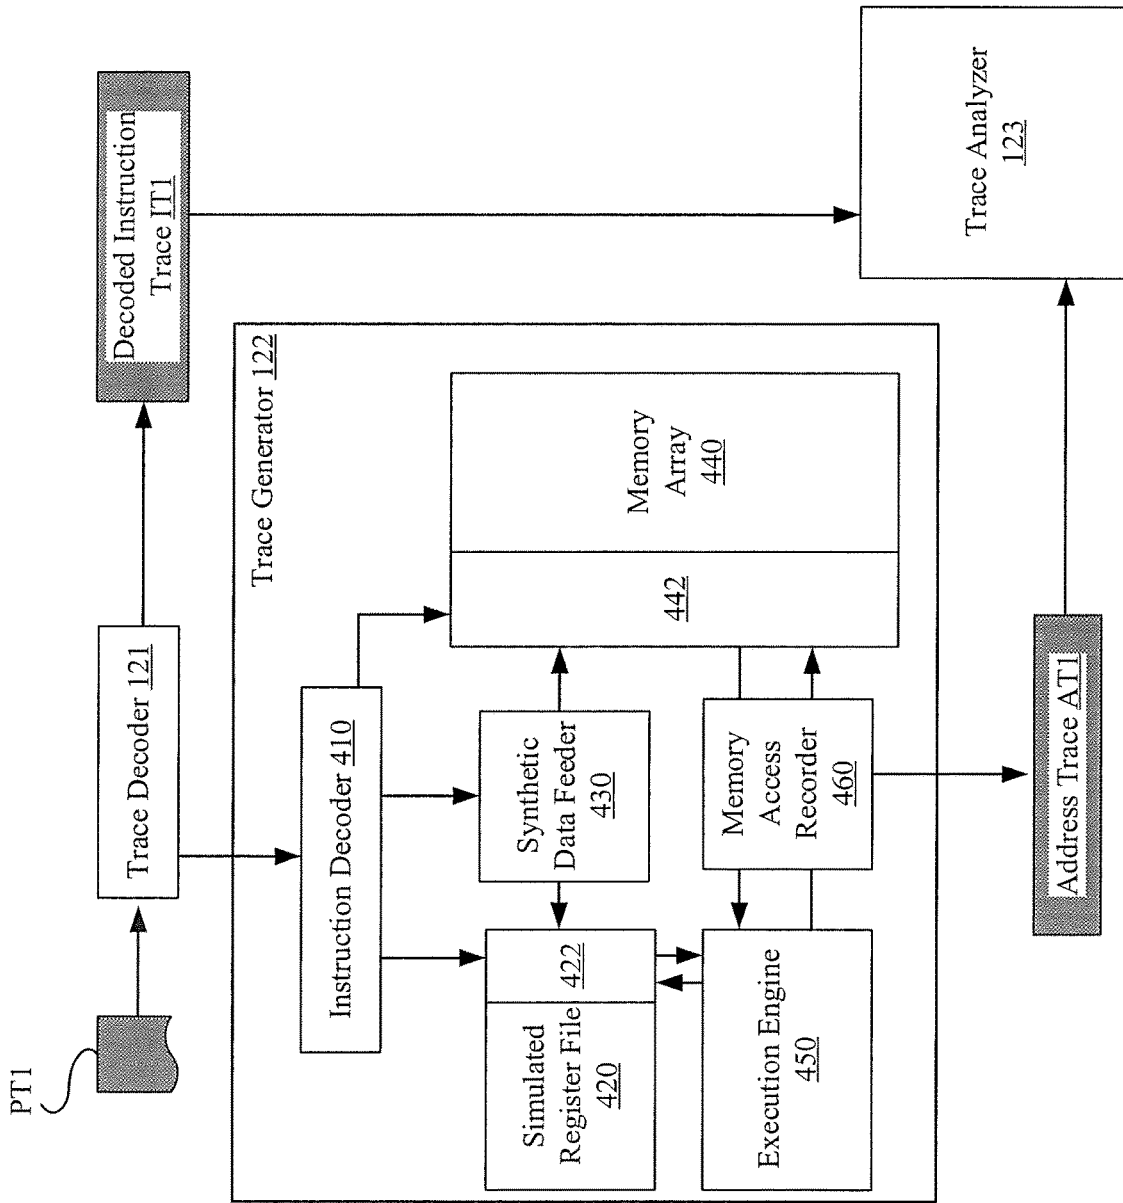 PT1
Trace Decoder 121
Decoded Instruction
Trace IT1
Trace Generator 122
Instruction Decoder 410
Simulated
Register File
420
422
Synthetic
Data Feeder
430
442
Memory
Array
440
Execution Engine
450
Memory
Access
Recorder
460
Address Trace AT1
Trace Analyzer
123